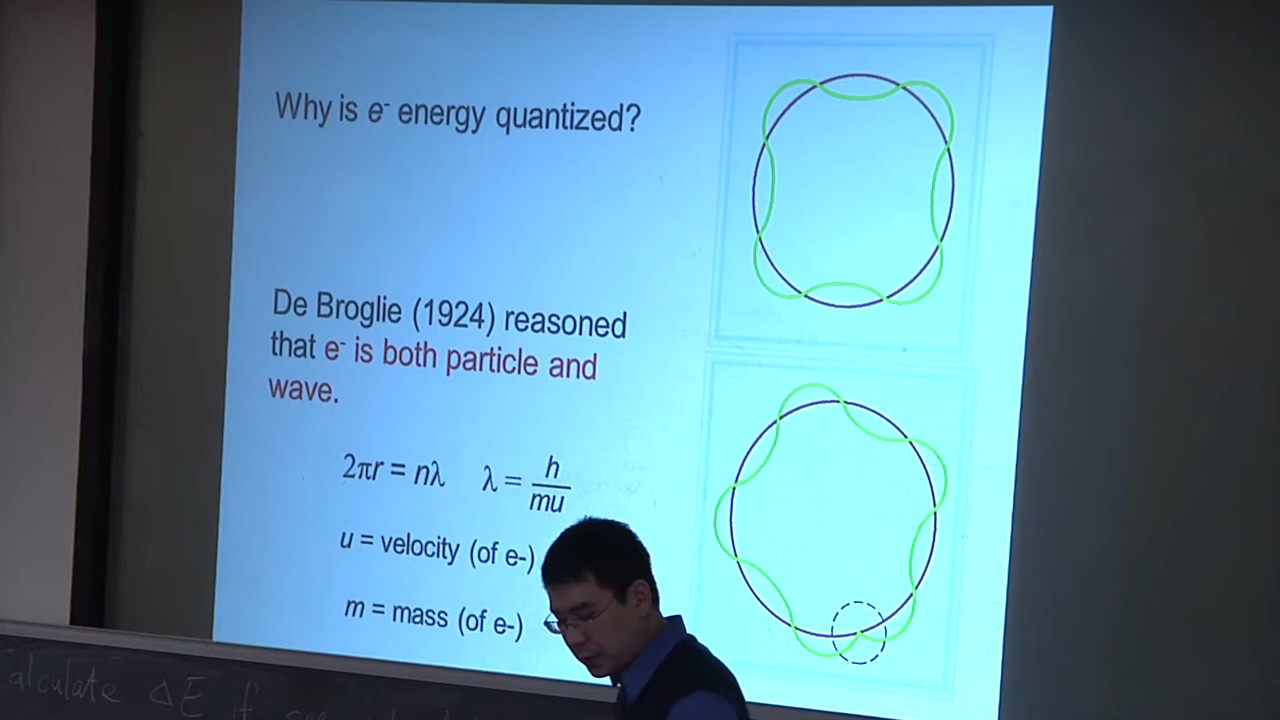 Why is e⁻ energy quantized?
De Broglie (1924) reasoned
that e⁻ is both particle and
wave.
2πr = nλ λ = h/mu
u = velocity (of e-)
m = mass (of e-)
alculate ΔE if